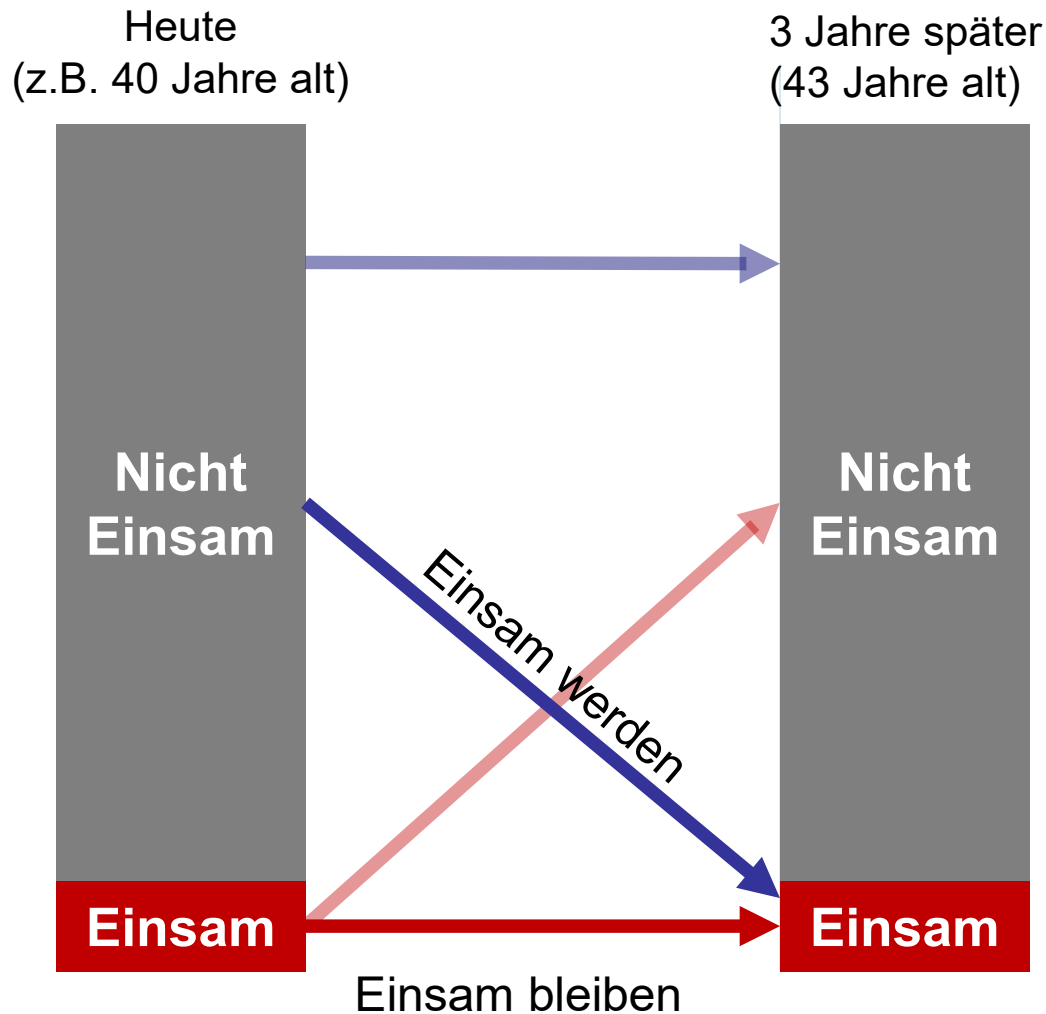 Heute
(z.B. 40 Jahre alt)
3 Jahre später
(43 Jahre alt)
Nicht
Einsam
Nicht
Einsam
Einsam werden
Einsam
Einsam
Einsam bleiben